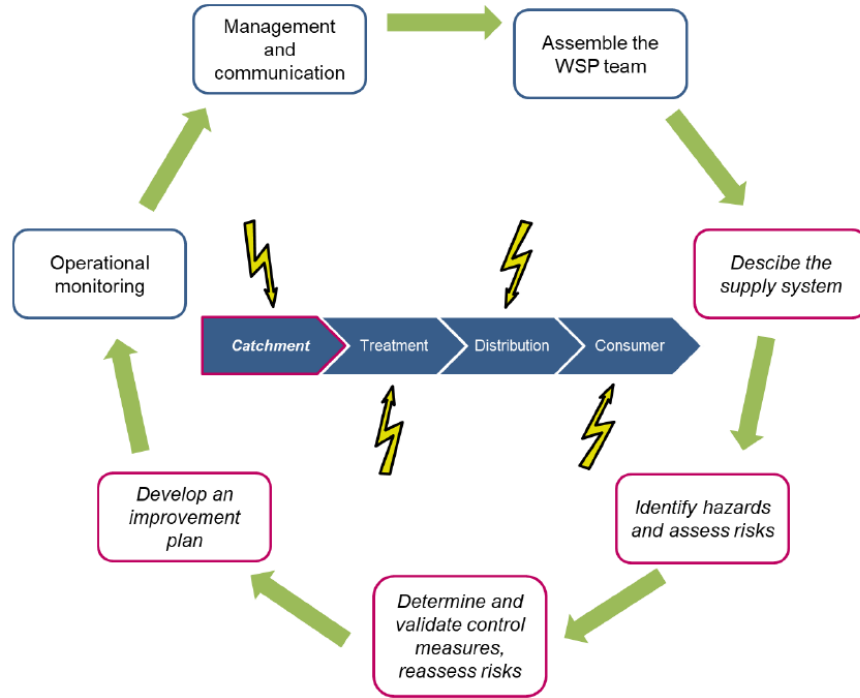 Management
and
communication
Assemble the
WSP team
Descibe the
supply system
Identify hazards
and assess risks
Determine and
validate control
measures,
reassess risks
Develop an
improvement
plan
Operational
monitoring
Catchment
Treatment
Distribution
Consumer